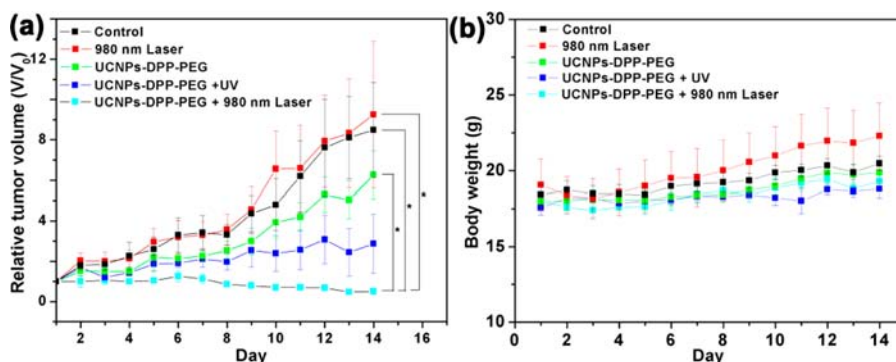 (a)
Control
980 nm Laser
UCNPs-DPP-PEG
UCNPs-DPP-PEG +UV
UCNPs-DPP-PEG + 980 nm Laser
Relative tumor volume (V/V₀)
12
8
4
0
2 4 6 8 10 12 14 16
Day
* * *
(b)
Control
980 nm Laser
UCNPs-DPP-PEG
UCNPs-DPP-PEG + UV
UCNPs-DPP-PEG + 980 nm Laser
Body weight (g)
30
25
20
15
10
0 2 4 6 8 10 12 14
Day